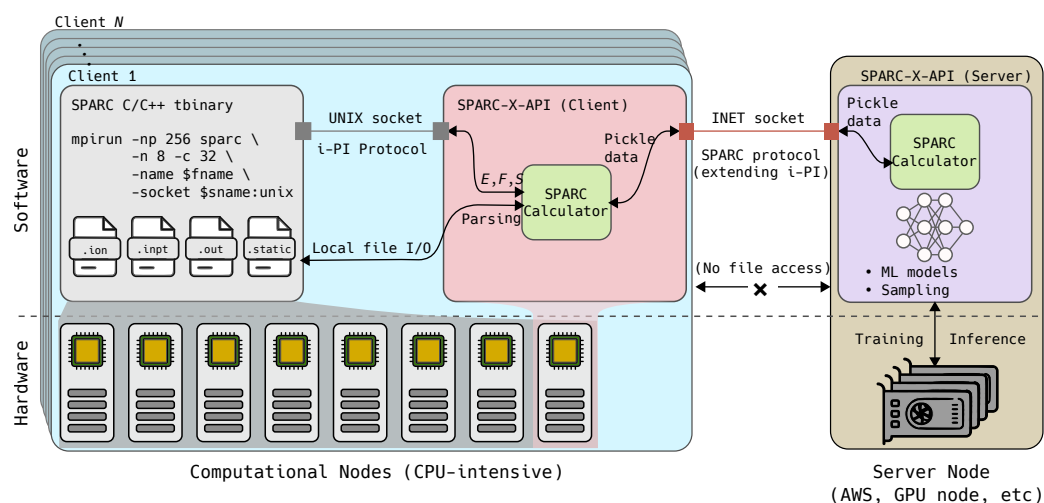 Client N
Client 1
SPARC C/C++ tbinary
mpirun -np 256 sparc \
-n 8 -c 32 \
-name $fname \
-socket $sname:unix
.ion
.inpt
.out
.static
UNIX socket
i-PI Protocol
Local file I/O
SPARC-X-API (Client)
Pickle
data
E,F,S
SPARC
Calculator
Parsing
INET socket
SPARC protocol
(extending i-PI)
(No file access)
SPARC-X-API (Server)
Pickle
data
SPARC
Calculator
• ML models
• Sampling
Training
Inference
Software
Hardware
Computational Nodes (CPU-intensive)
Server Node
(AWS, GPU node, etc)